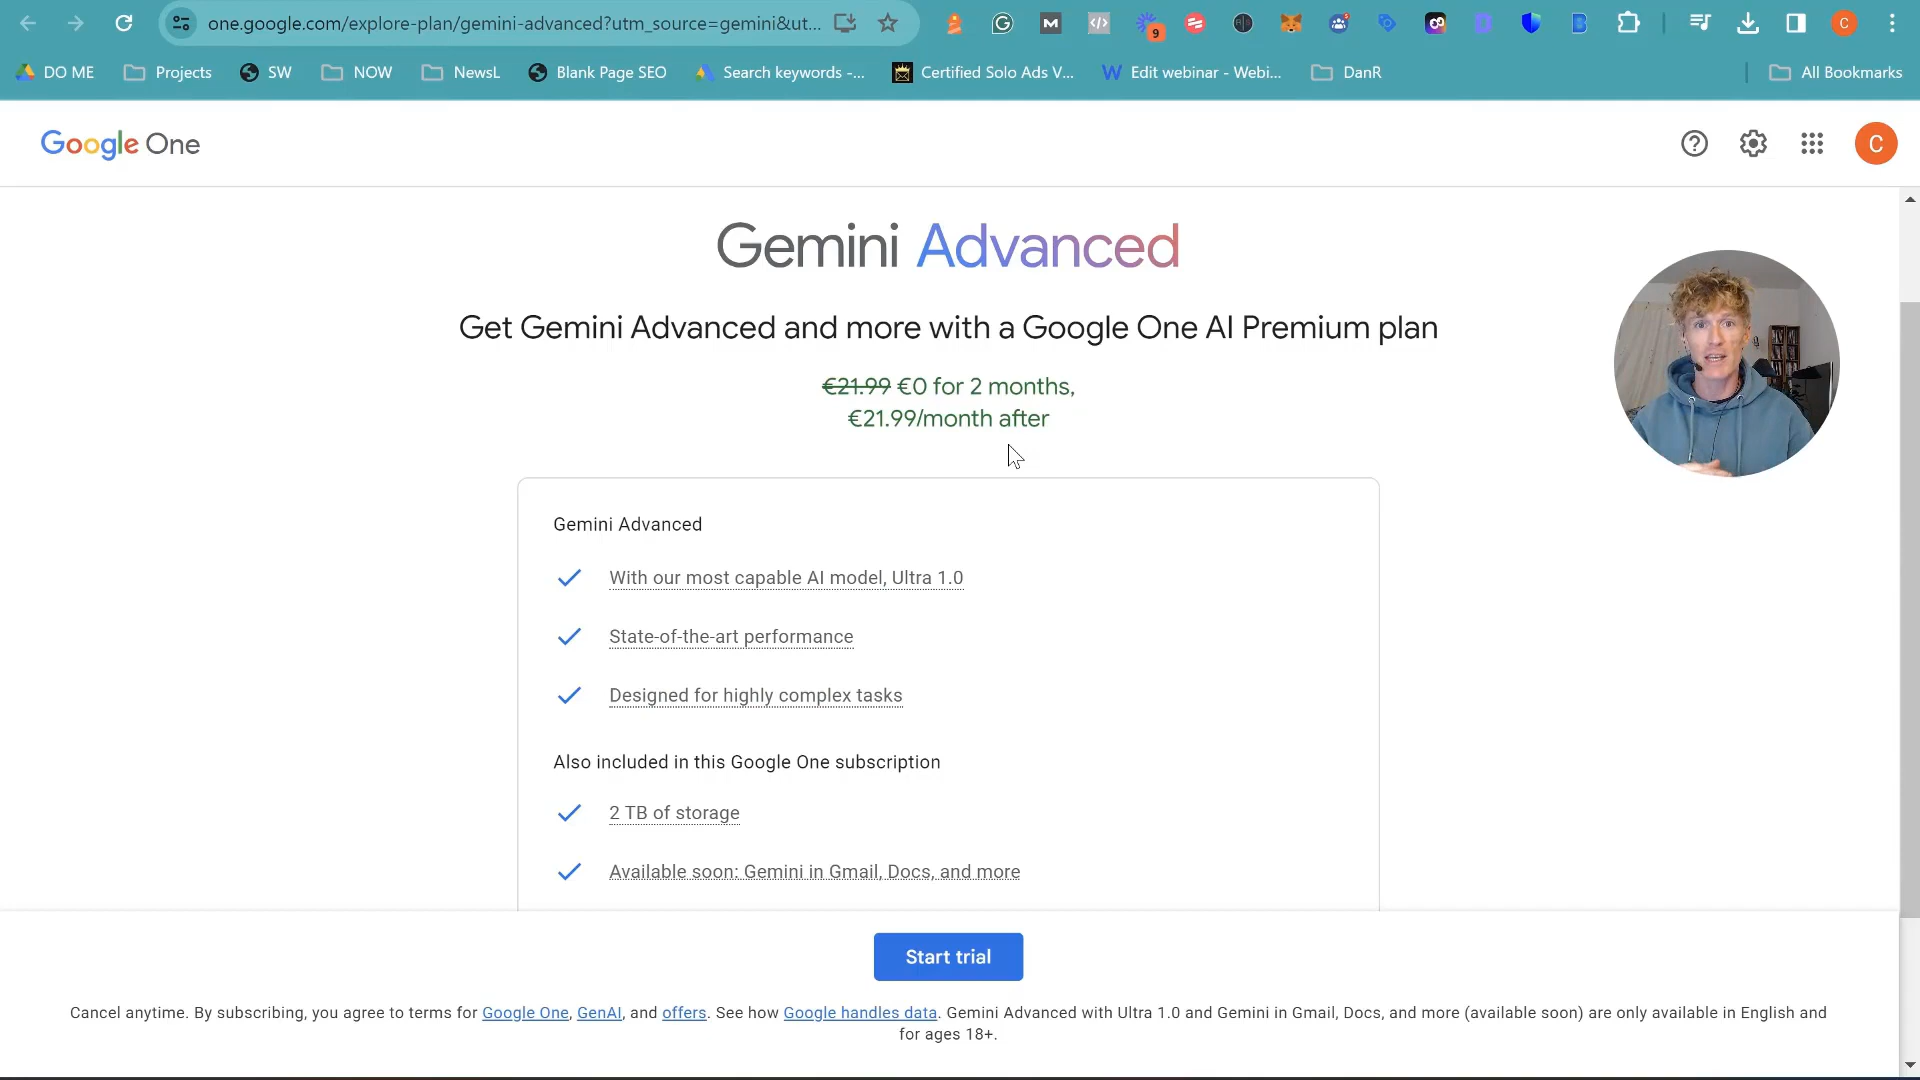 one.google.com/explore-plan/gemini-advanced?utm_source=gemini&ut...
9
C
DO ME
Projects
SW
NOW
NewsL
Blank Page SEO
Search keywords -...
Certified Solo Ads V...
W Edit webinar - Webi...
DanR
All Bookmarks
Google One
C
Gemini Advanced
Get Gemini Advanced and more with a Google One AI Premium plan
€21.99 €0 for 2 months,
€21.99/month after
Gemini Advanced
With our most capable AI model, Ultra 1.0
State-of-the-art performance
Designed for highly complex tasks
Also included in this Google One subscription
2 TB of storage
Available soon: Gemini in Gmail, Docs, and more
Start trial
Cancel anytime. By subscribing, you agree to terms for Google One, GenAI, and offers. See how Google handles data. Gemini Advanced with Ultra 1.0 and Gemini in Gmail, Docs, and more (available soon) are only available in English and
for ages 18+.